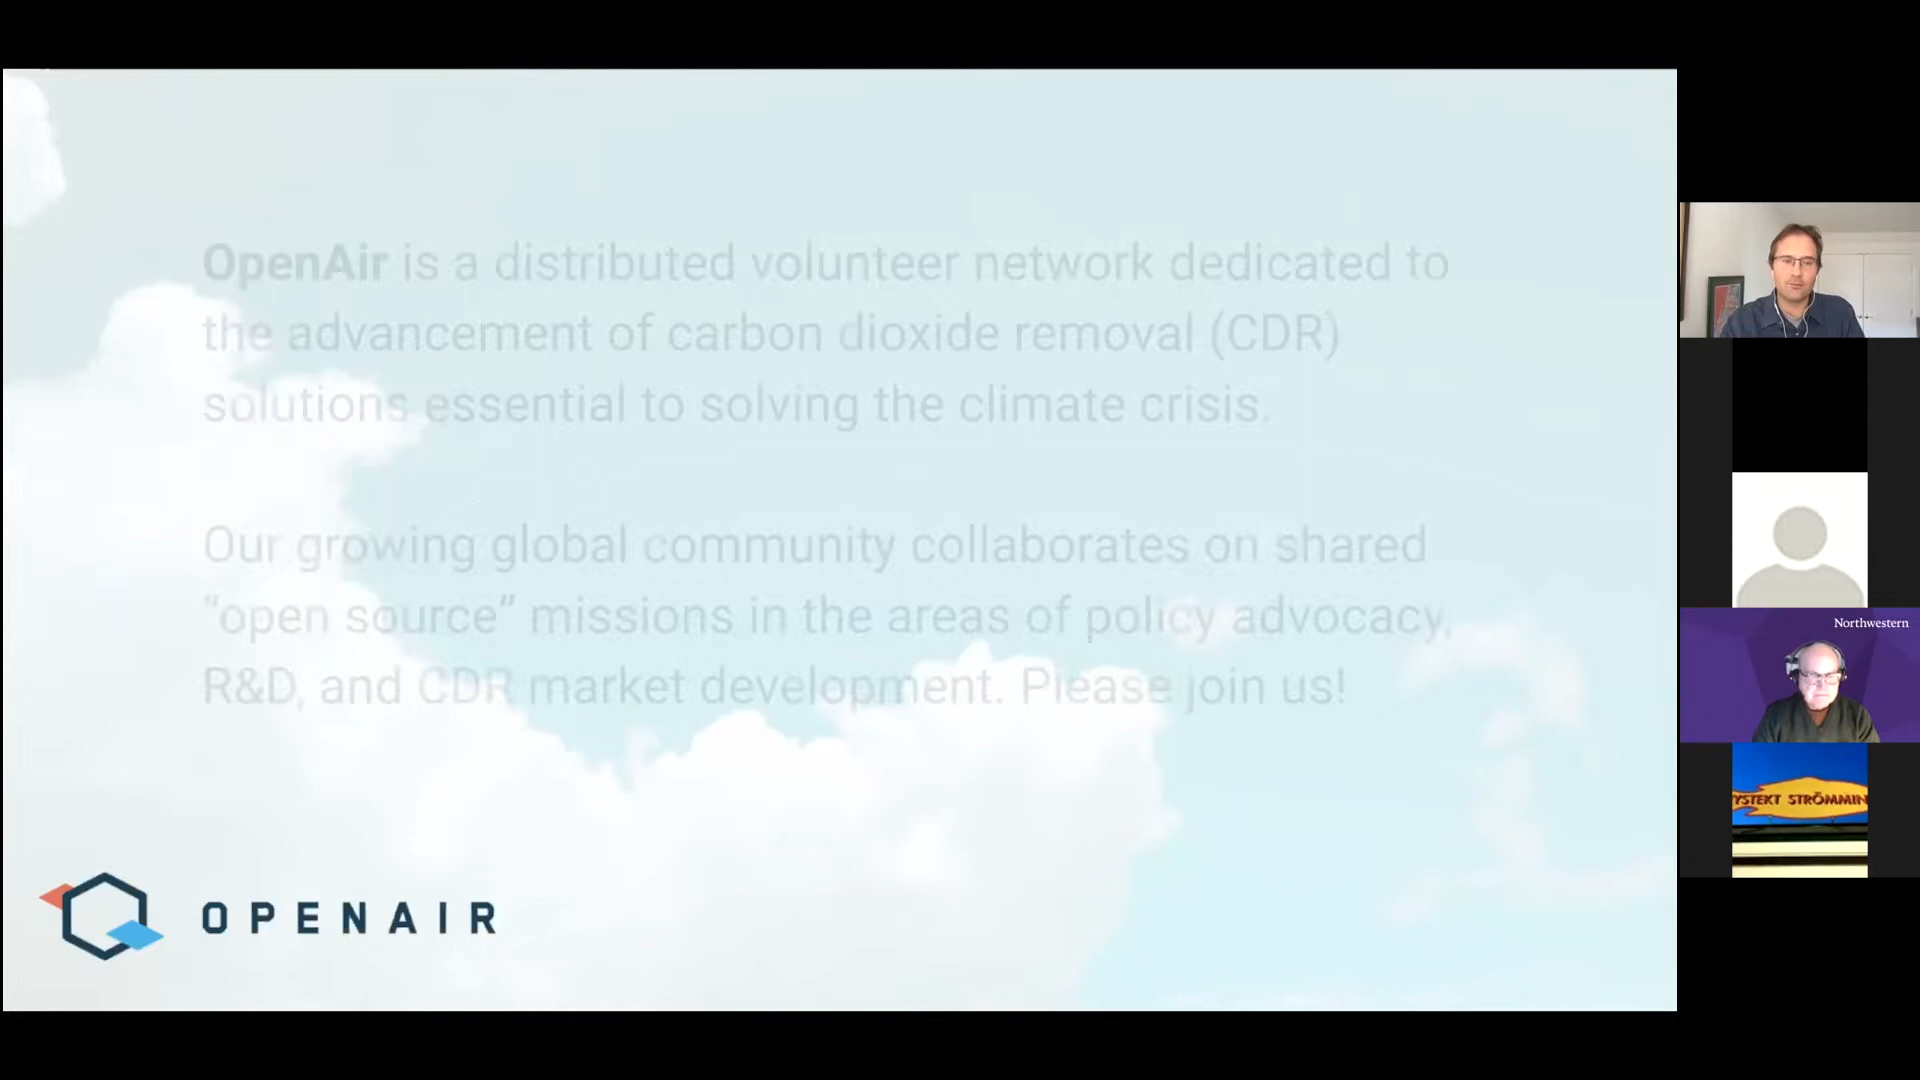 OpenAir is a distributed volunteer network dedicated to
the advancement of carbon dioxide removal (CDR)
solutions essential to solving the climate crisis.
Our growing global community collaborates on shared
“open source” missions in the areas of policy advocacy,
R&D, and CDR market development. Please join us!
OPENAIR
Northwestern
YSTEKT STRÖMMIN